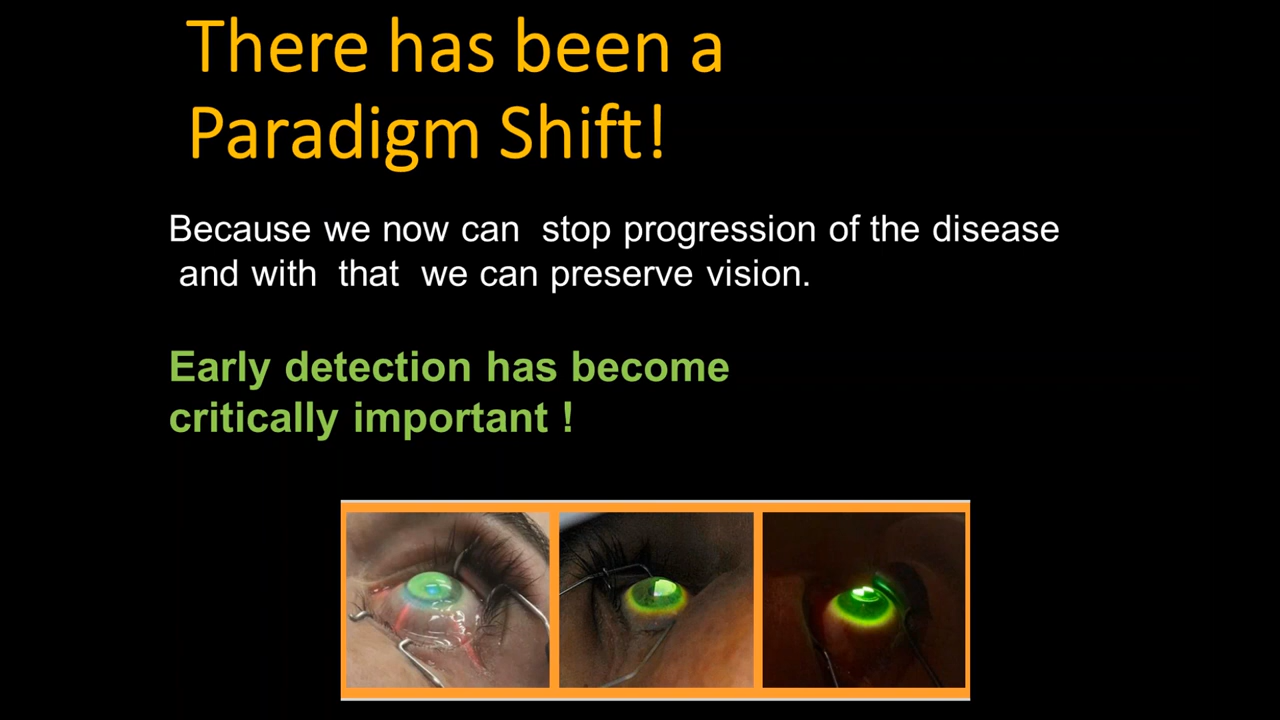 There has been a
Paradigm Shift!
Because we now can stop progression of the disease
and with that we can preserve vision.
Early detection has become
critically important !